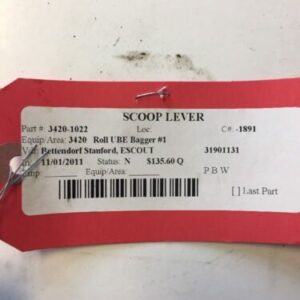 SCOOP LEVER
Part #: 3420-1022 Loc: C#: -1891
Equip/Area: 3420 Roll UBE Bagger #1
Bettendorf Stanford, ESCOUT 31901131
11/01/2011 Status: N $135.60 Q
Equip/Area: P B W
[ ] Last Part